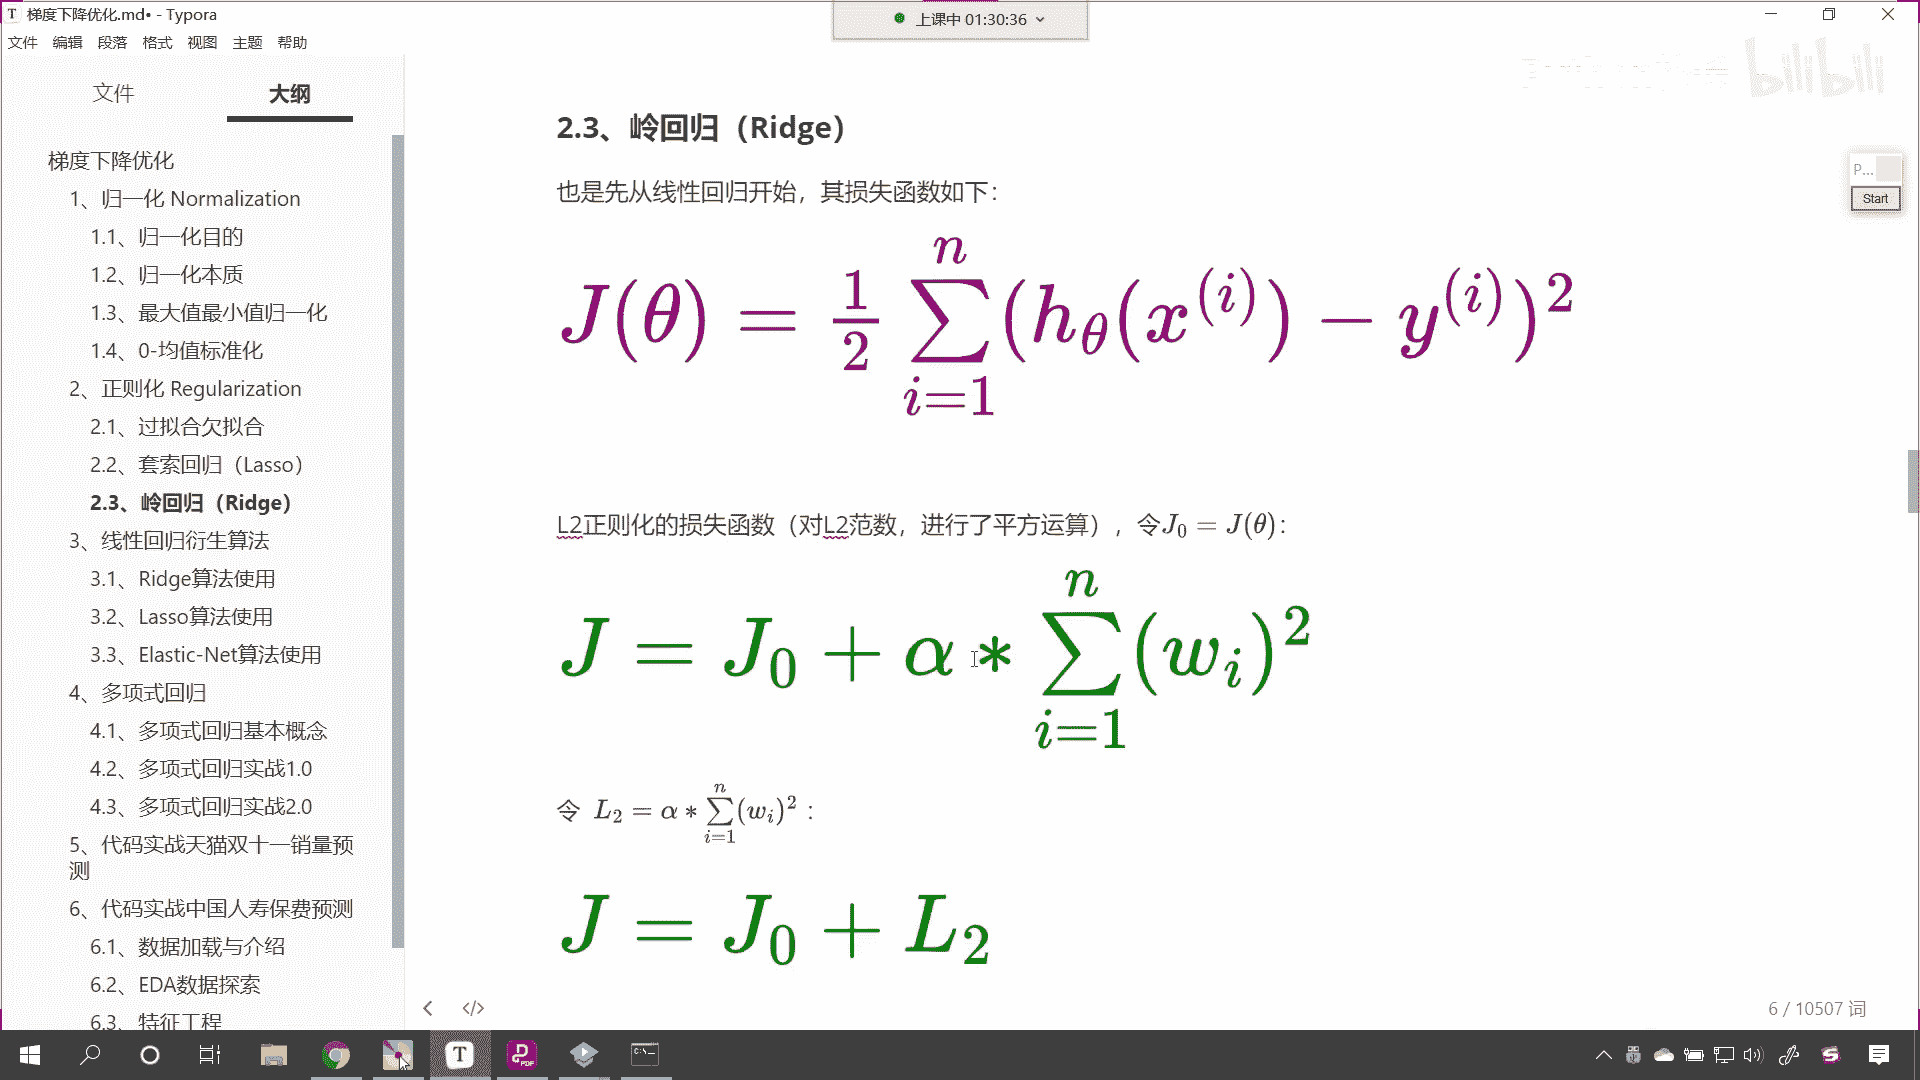 梯度下降优化.md• - Typora
上课中 01:30:36
文件 编辑 段落 格式 视图 主题 帮助
bilibili
文件 大纲
梯度下降优化
1、归一化 Normalization
1.1、归一化目的
1.2、归一化本质
1.3、最大值最小值归一化
1.4、0-均值标准化
2、正则化 Regularization
2.1、过拟合欠拟合
2.2、套索回归（Lasso）
2.3、岭回归（Ridge）
3、线性回归衍生算法
3.1、Ridge算法使用
3.2、Lasso算法使用
3.3、Elastic-Net算法使用
4、多项式回归
4.1、多项式回归基本概念
4.2、多项式回归实战1.0
4.3、多项式回归实战2.0
5、代码实战天猫双十一销量预
测
6、代码实战中国人寿保费预测
6.1、数据加载与介绍
6.2、EDA数据探索
6.3、特征工程
2.3、岭回归（Ridge）
也是先从线性回归开始，其损失函数如下：
J(θ) = 1/2 ∑_{i=1}^{n} (h_θ(x^{(i)}) − y^{(i)})^2
L2正则化的损失函数（对L2范数，进行了平方运算），令J_0 = J(θ)：
J = J_0 + α * ∑_{i=1}^{n} (w_i)^2
令 L_2 = α * ∑_{i=1}^{n} (w_i)^2 :
J = J_0 + L_2
P...
Start
6 / 10507 词